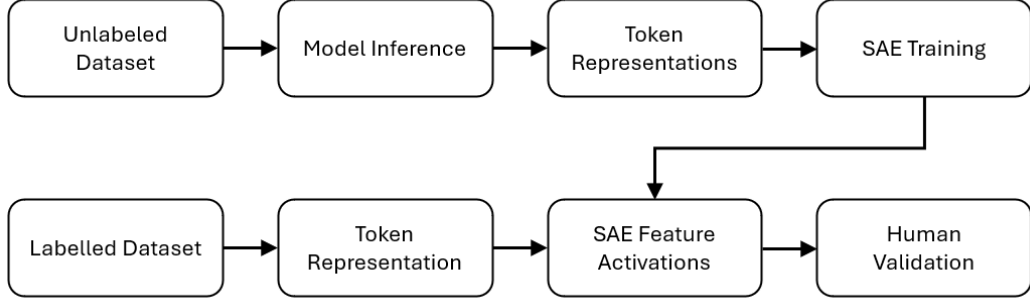 Unlabeled
Dataset
Model Inference
Token
Representations
SAE Training
Labelled Dataset
Token
Representation
SAE Feature
Activations
Human
Validation